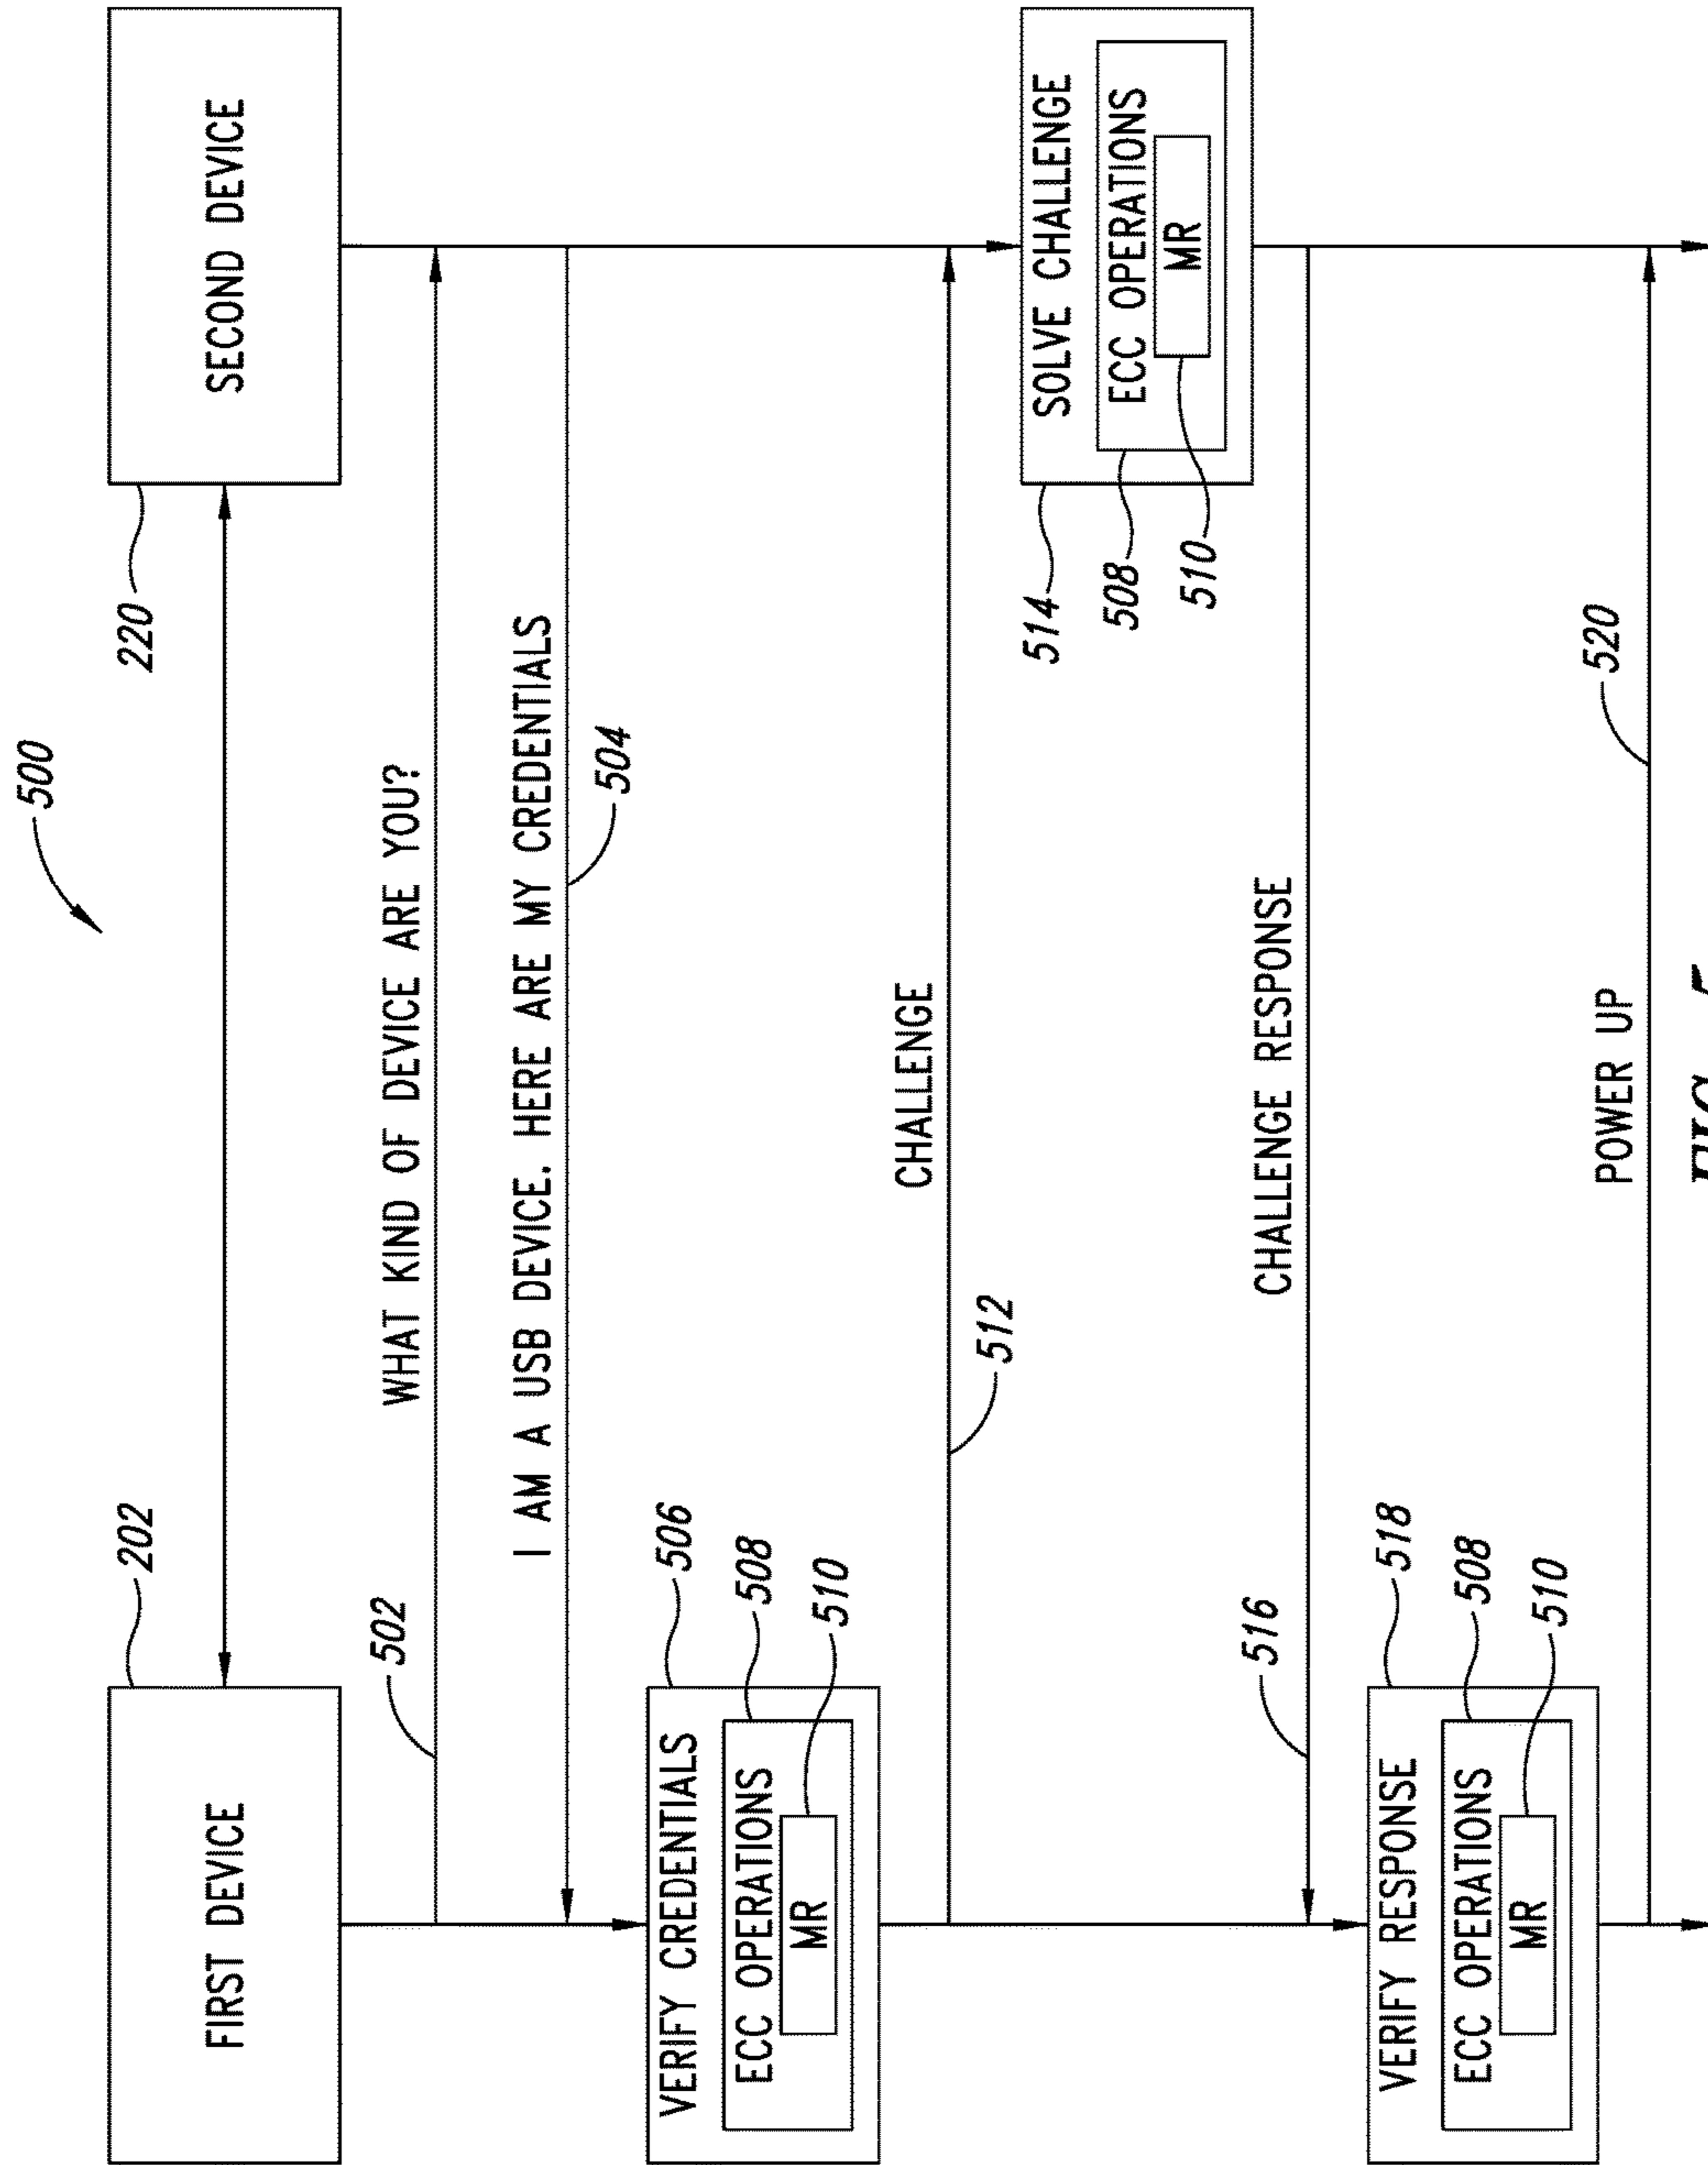 500
FIRST DEVICE
202
SECOND DEVICE
220
WHAT KIND OF DEVICE ARE YOU?
502
I AM A USB DEVICE. HERE ARE MY CREDENTIALS
504
VERIFY CREDENTIALS
506
ECC OPERATIONS
508
MR
510
CHALLENGE
512
SOLVE CHALLENGE
514
ECC OPERATIONS
508
MR
510
CHALLENGE RESPONSE
516
VERIFY RESPONSE
518
ECC OPERATIONS
508
MR
510
POWER UP
520
FIG. 5